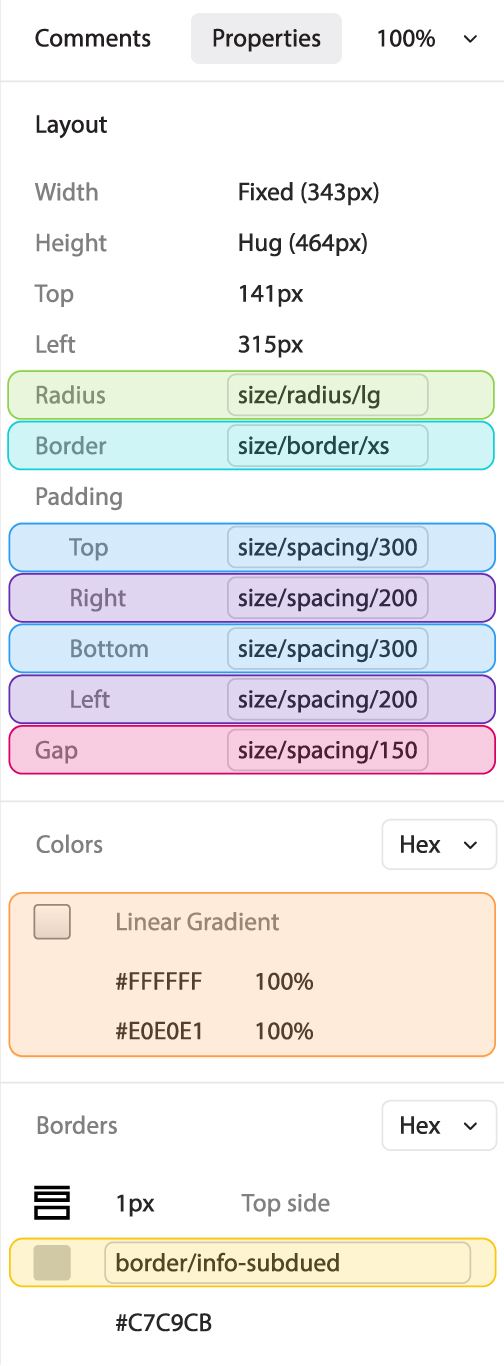 Comments Properties 100%
Layout
Width Fixed (343px)
Height Hug (464px)
Top 141px
Left 315px
Radius size/radius/lg
Border size/border/xs
Padding
Top size/spacing/300
Right size/spacing/200
Bottom size/spacing/300
Left size/spacing/200
Gap size/spacing/150
Colors Hex
Linear Gradient
#FFFFFF 100%
#E0E0E1 100%
Borders Hex
1px Top side
border/info-subdued
#C7C9CB